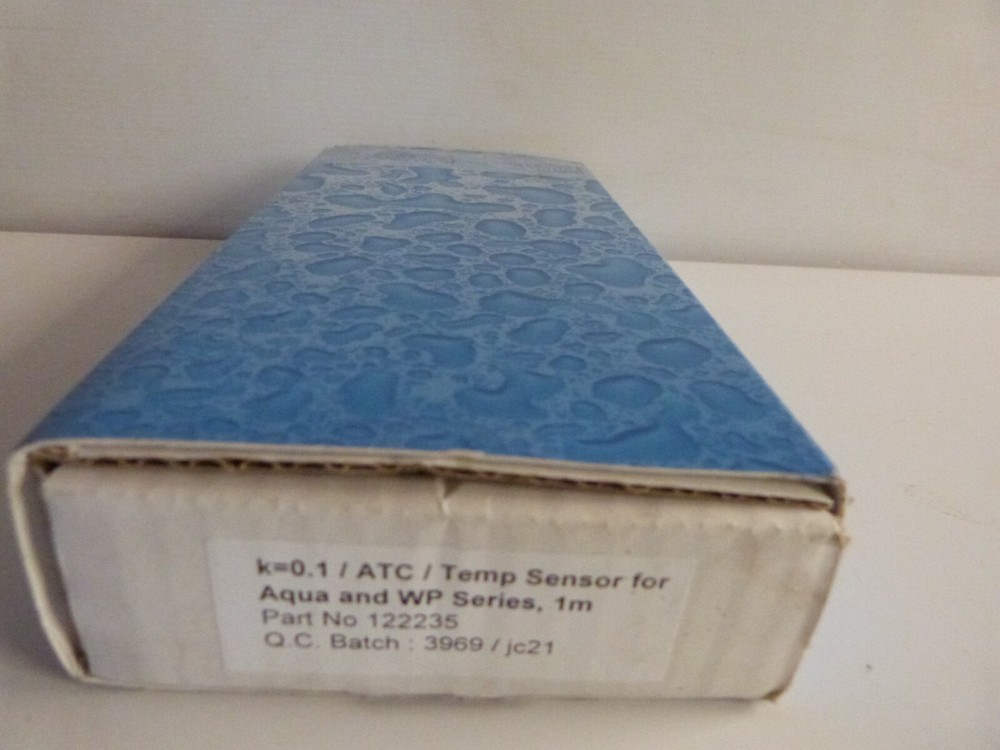 k=0.1 / ATC / Temp Sensor for
Aqua and WP Series, 1m
Part No 122235
Q.C. Batch : 3969 / jc21